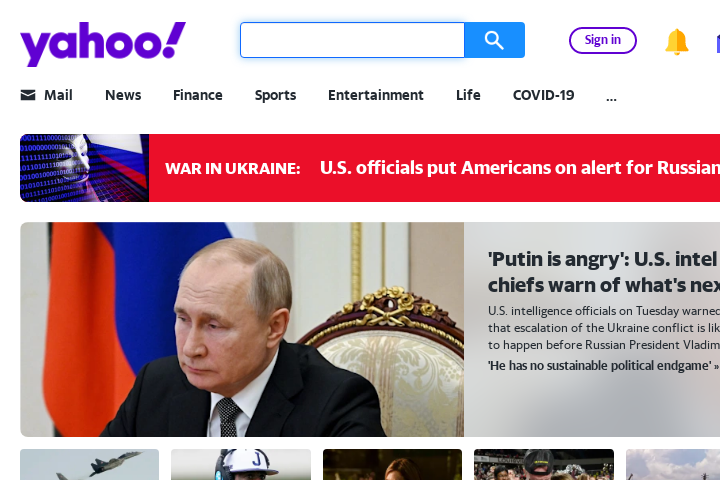 yahoo!
Sign in
Mail News Finance Sports Entertainment Life COVID-19 ...
WAR IN UKRAINE: U.S. officials put Americans on alert for Russian
'Putin is angry': U.S. intel
chiefs warn of what's nex
U.S. intelligence officials on Tuesday warned
that escalation of the Ukraine conflict is lik
to happen before Russian President Vladim
'He has no sustainable political endgame' »